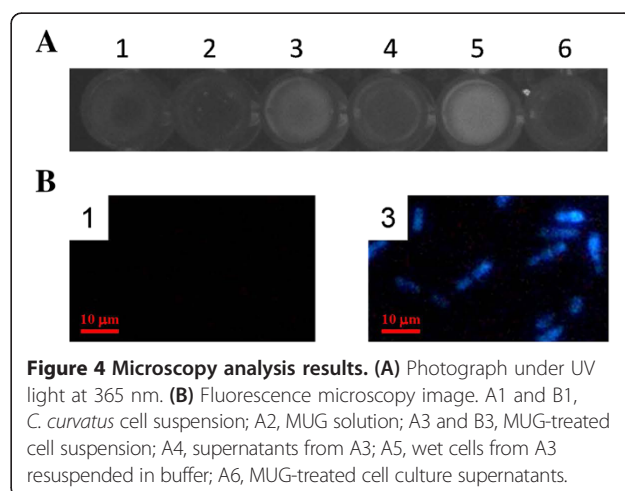 A
1 2 3 4 5 6
B
1 3
10 μm 10 μm
Figure 4 Microscopy analysis results. (A) Photograph under UV
light at 365 nm. (B) Fluorescence microscopy image. A1 and B1,
C. curvatus cell suspension; A2, MUG solution; A3 and B3, MUG-treated
cell suspension; A4, supernatants from A3; A5, wet cells from A3
resuspended in buffer; A6, MUG-treated cell culture supernatants.